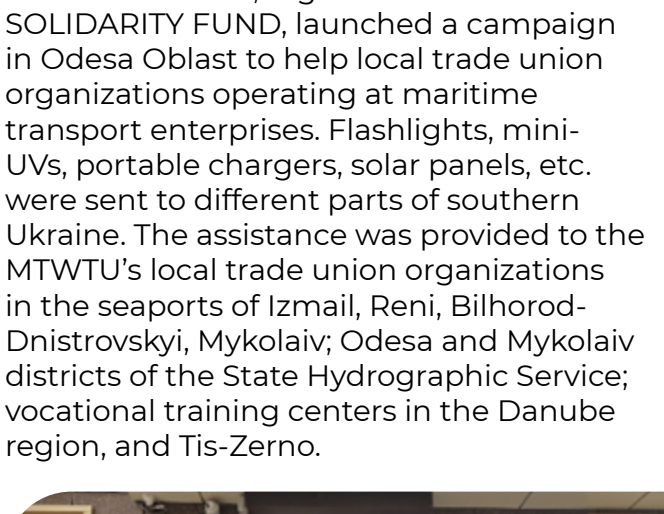 SOLIDARITY FUND, launched a campaign
in Odesa Oblast to help local trade union
organizations operating at maritime
transport enterprises. Flashlights, mini-
UVs, portable chargers, solar panels, etc.
were sent to different parts of southern
Ukraine. The assistance was provided to the
MTWTU’s local trade union organizations
in the seaports of Izmail, Reni, Bilhorod-
Dnistrovskyi, Mykolaiv; Odesa and Mykolaiv
districts of the State Hydrographic Service;
vocational training centers in the Danube
region, and Tis-Zerno.